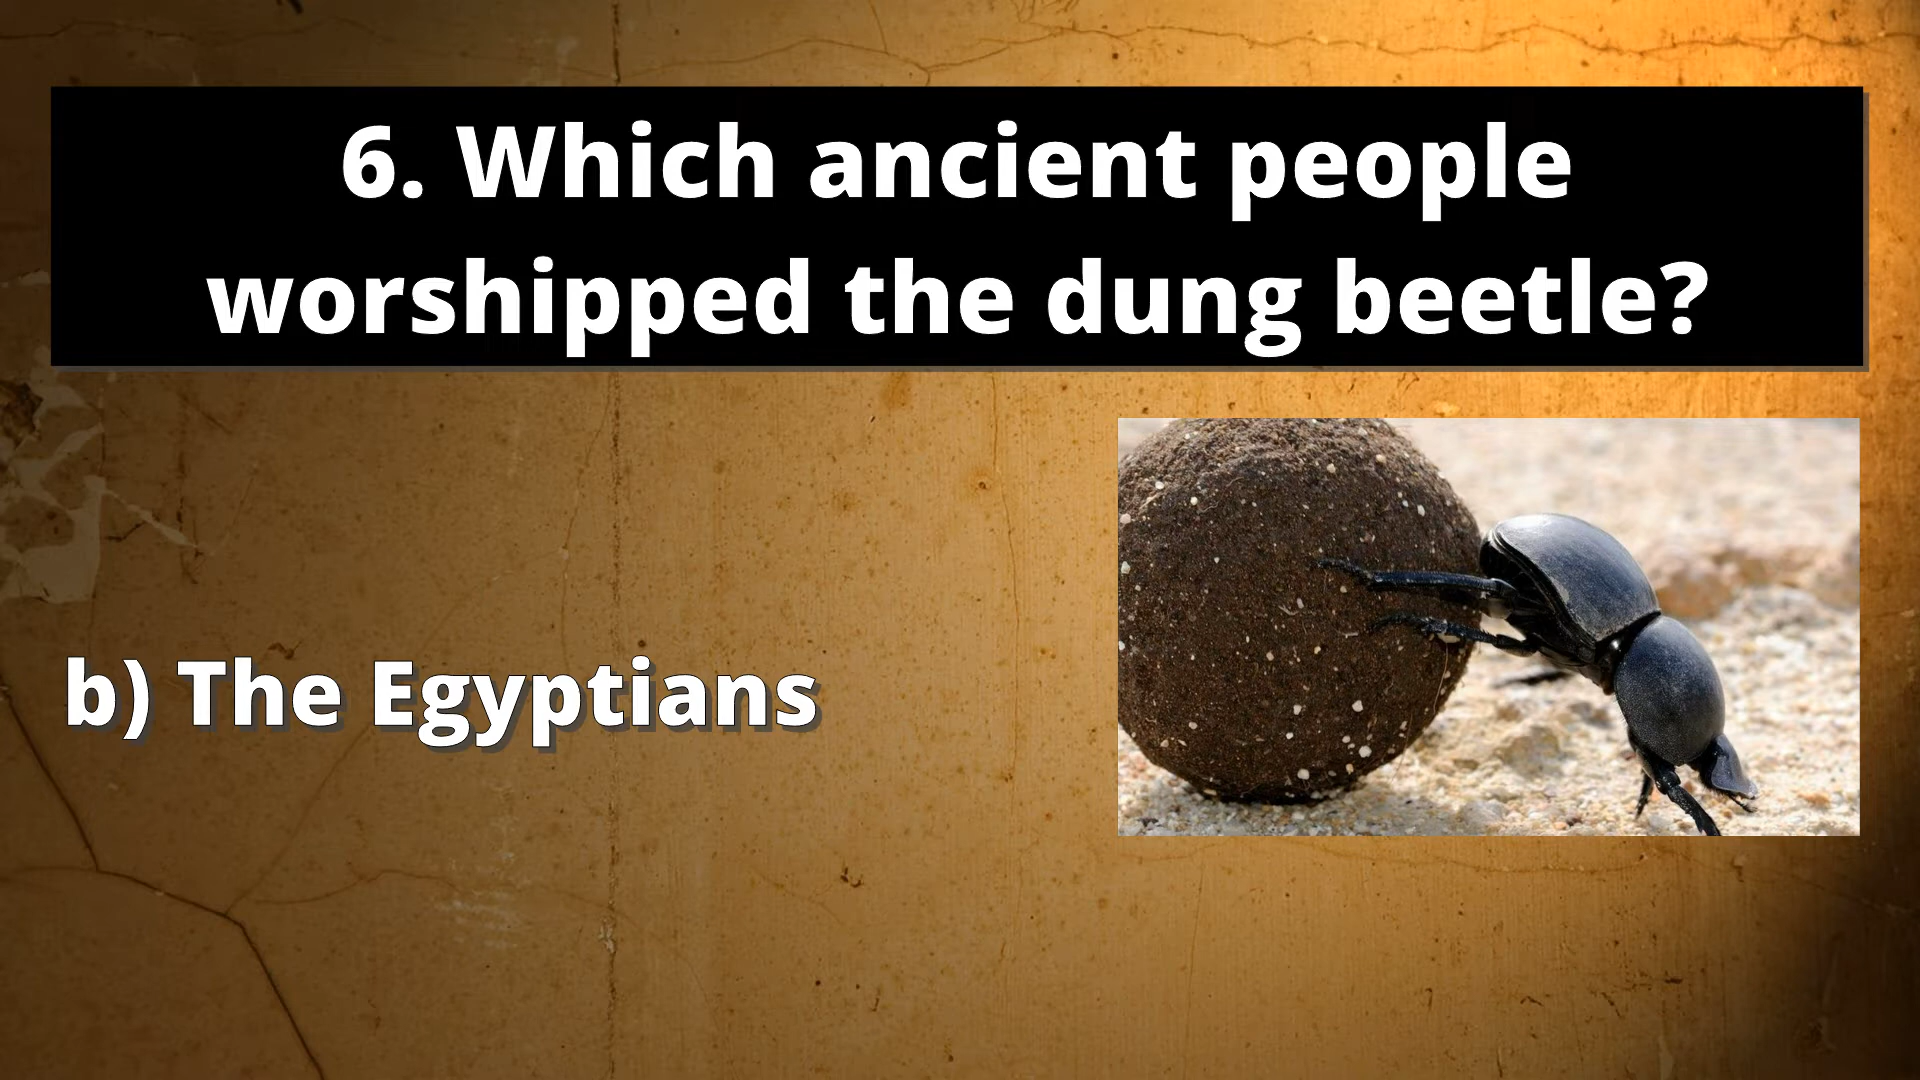 6. Which ancient people
worshipped the dung beetle?
b) The Egyptians